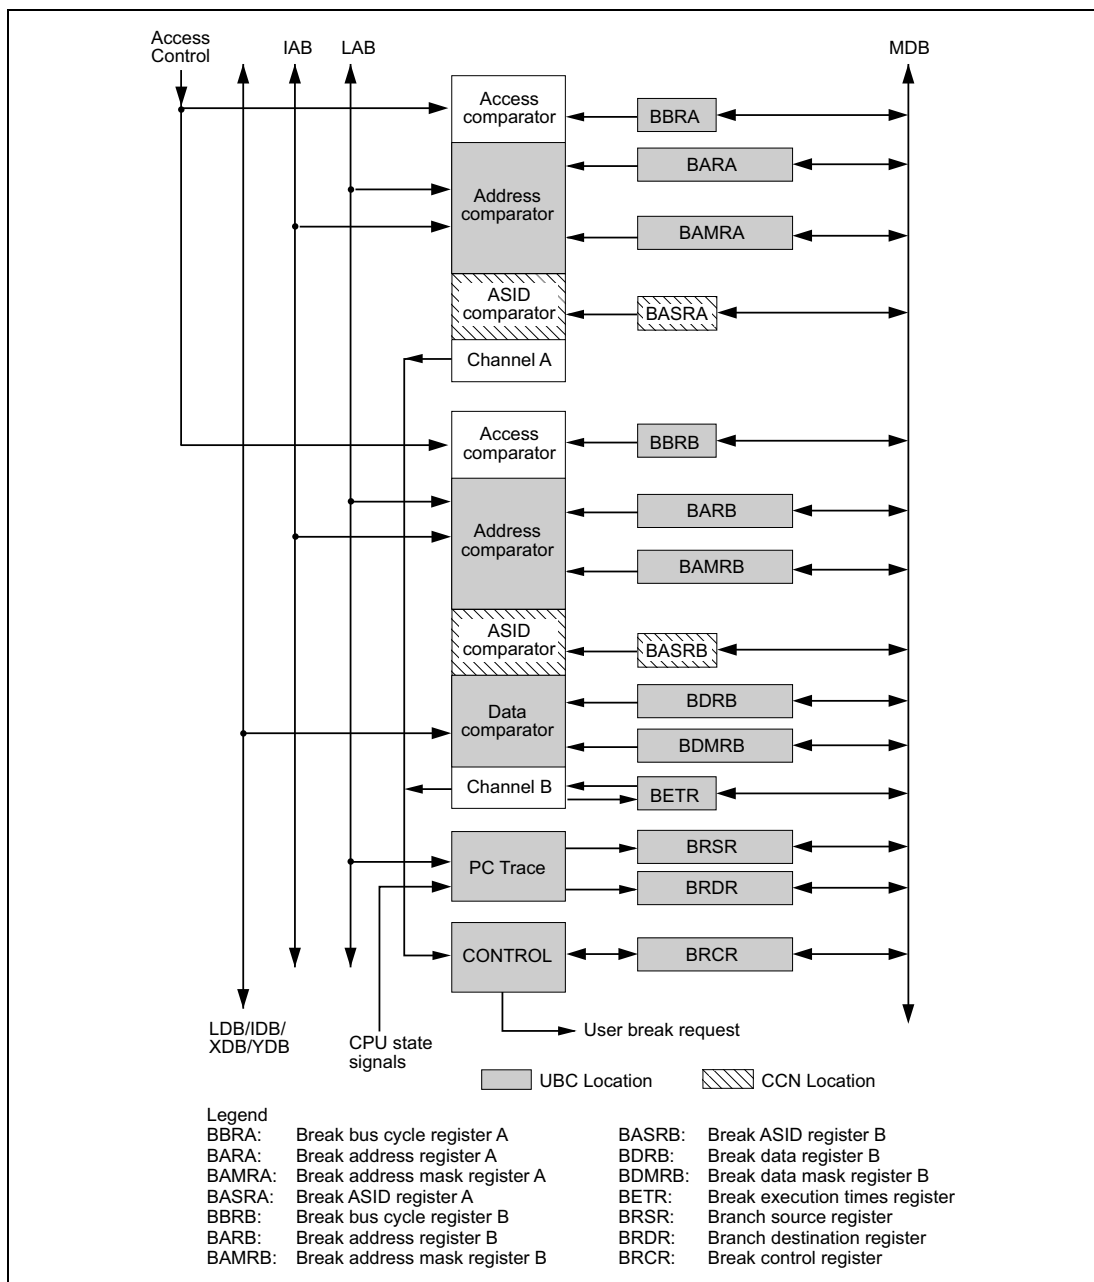 Access
Control
IAB
LAB
MDB
Access
comparator
BBRA
BARA
Address
comparator
BAMRA
ASID
comparator
BASRA
Channel A
Access
comparator
BBRB
BARB
Address
comparator
BAMRB
ASID
comparator
BASRB
BDRB
Data
comparator
BDMRB
Channel B
BETR
BRSR
PC Trace
BRDR
CONTROL
BRCR
LDB/IDB/
XDB/YDB
CPU state
signals
User break request
UBC Location
CCN Location
Legend
BBRA: Break bus cycle register A
BARA: Break address register A
BAMRA: Break address mask register A
BASRA: Break ASID register A
BBRB: Break bus cycle register B
BARB: Break address register B
BAMRB: Break address mask register B
BASRB: Break ASID register B
BDRB: Break data register B
BDMRB: Break data mask register B
BETR: Break execution times register
BRSR: Branch source register
BRDR: Branch destination register
BRCR: Break control register